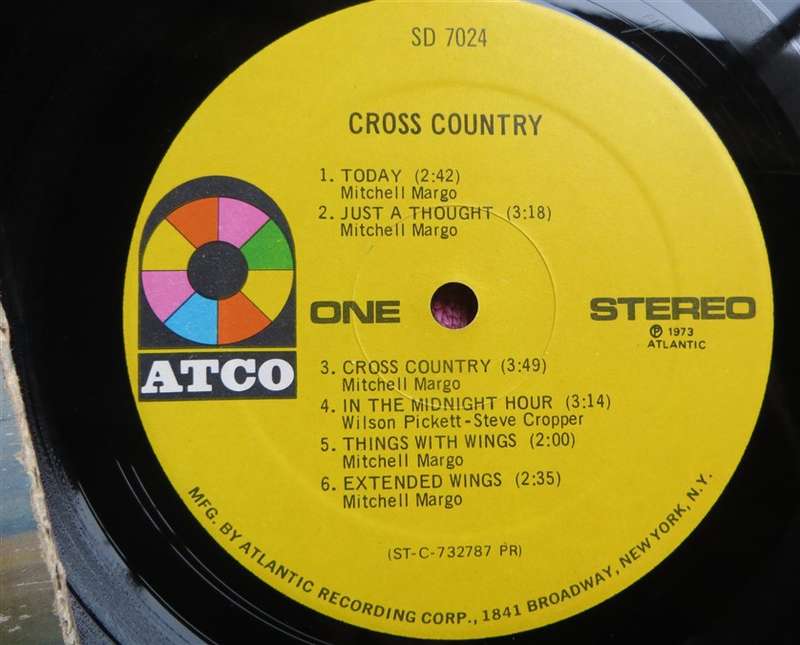 SD 7024
CROSS COUNTRY
1. TODAY (2:42)
Mitchell Margo
2. JUST A THOUGHT (3:18)
Mitchell Margo
ONE
STEREO
℗ 1973
ATLANTIC
ATCO
3. CROSS COUNTRY (3:49)
Mitchell Margo
4. IN THE MIDNIGHT HOUR (3:14)
Wilson Pickett-Steve Cropper
5. THINGS WITH WINGS (2:00)
Mitchell Margo
6. EXTENDED WINGS (2:35)
Mitchell Margo
(ST-C-732787 PR)
MFG. BY ATLANTIC RECORDING CORP., 1841 BROADWAY, NEW YORK, N.Y.